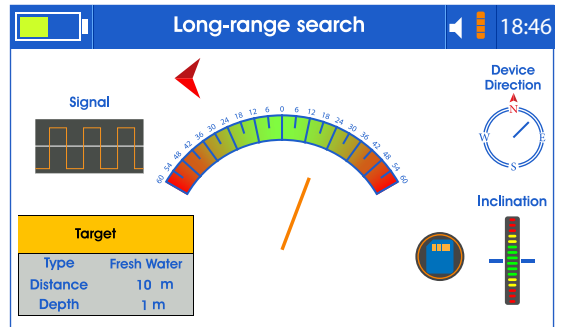 Long-range search
18:46
Signal
60 54 48 42 36 30 24 18 12 6 0 6 12 18 24 30 36 42 48 54 60
Device
Direction
N
W E
S
Inclination
Target
Type Fresh Water
Distance 10 m
Depth 1 m